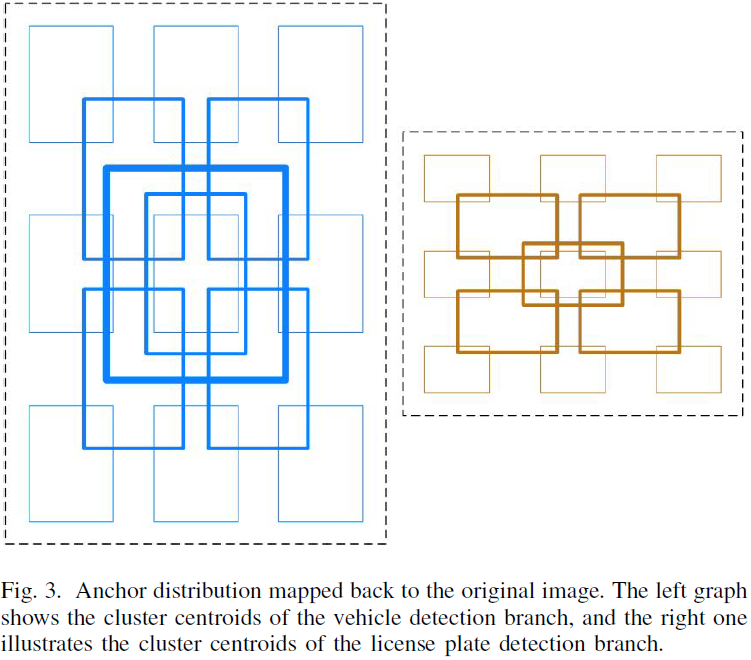 Fig. 3. Anchor distribution mapped back to the original image. The left graph
shows the cluster centroids of the vehicle detection branch, and the right one
illustrates the cluster centroids of the license plate detection branch.